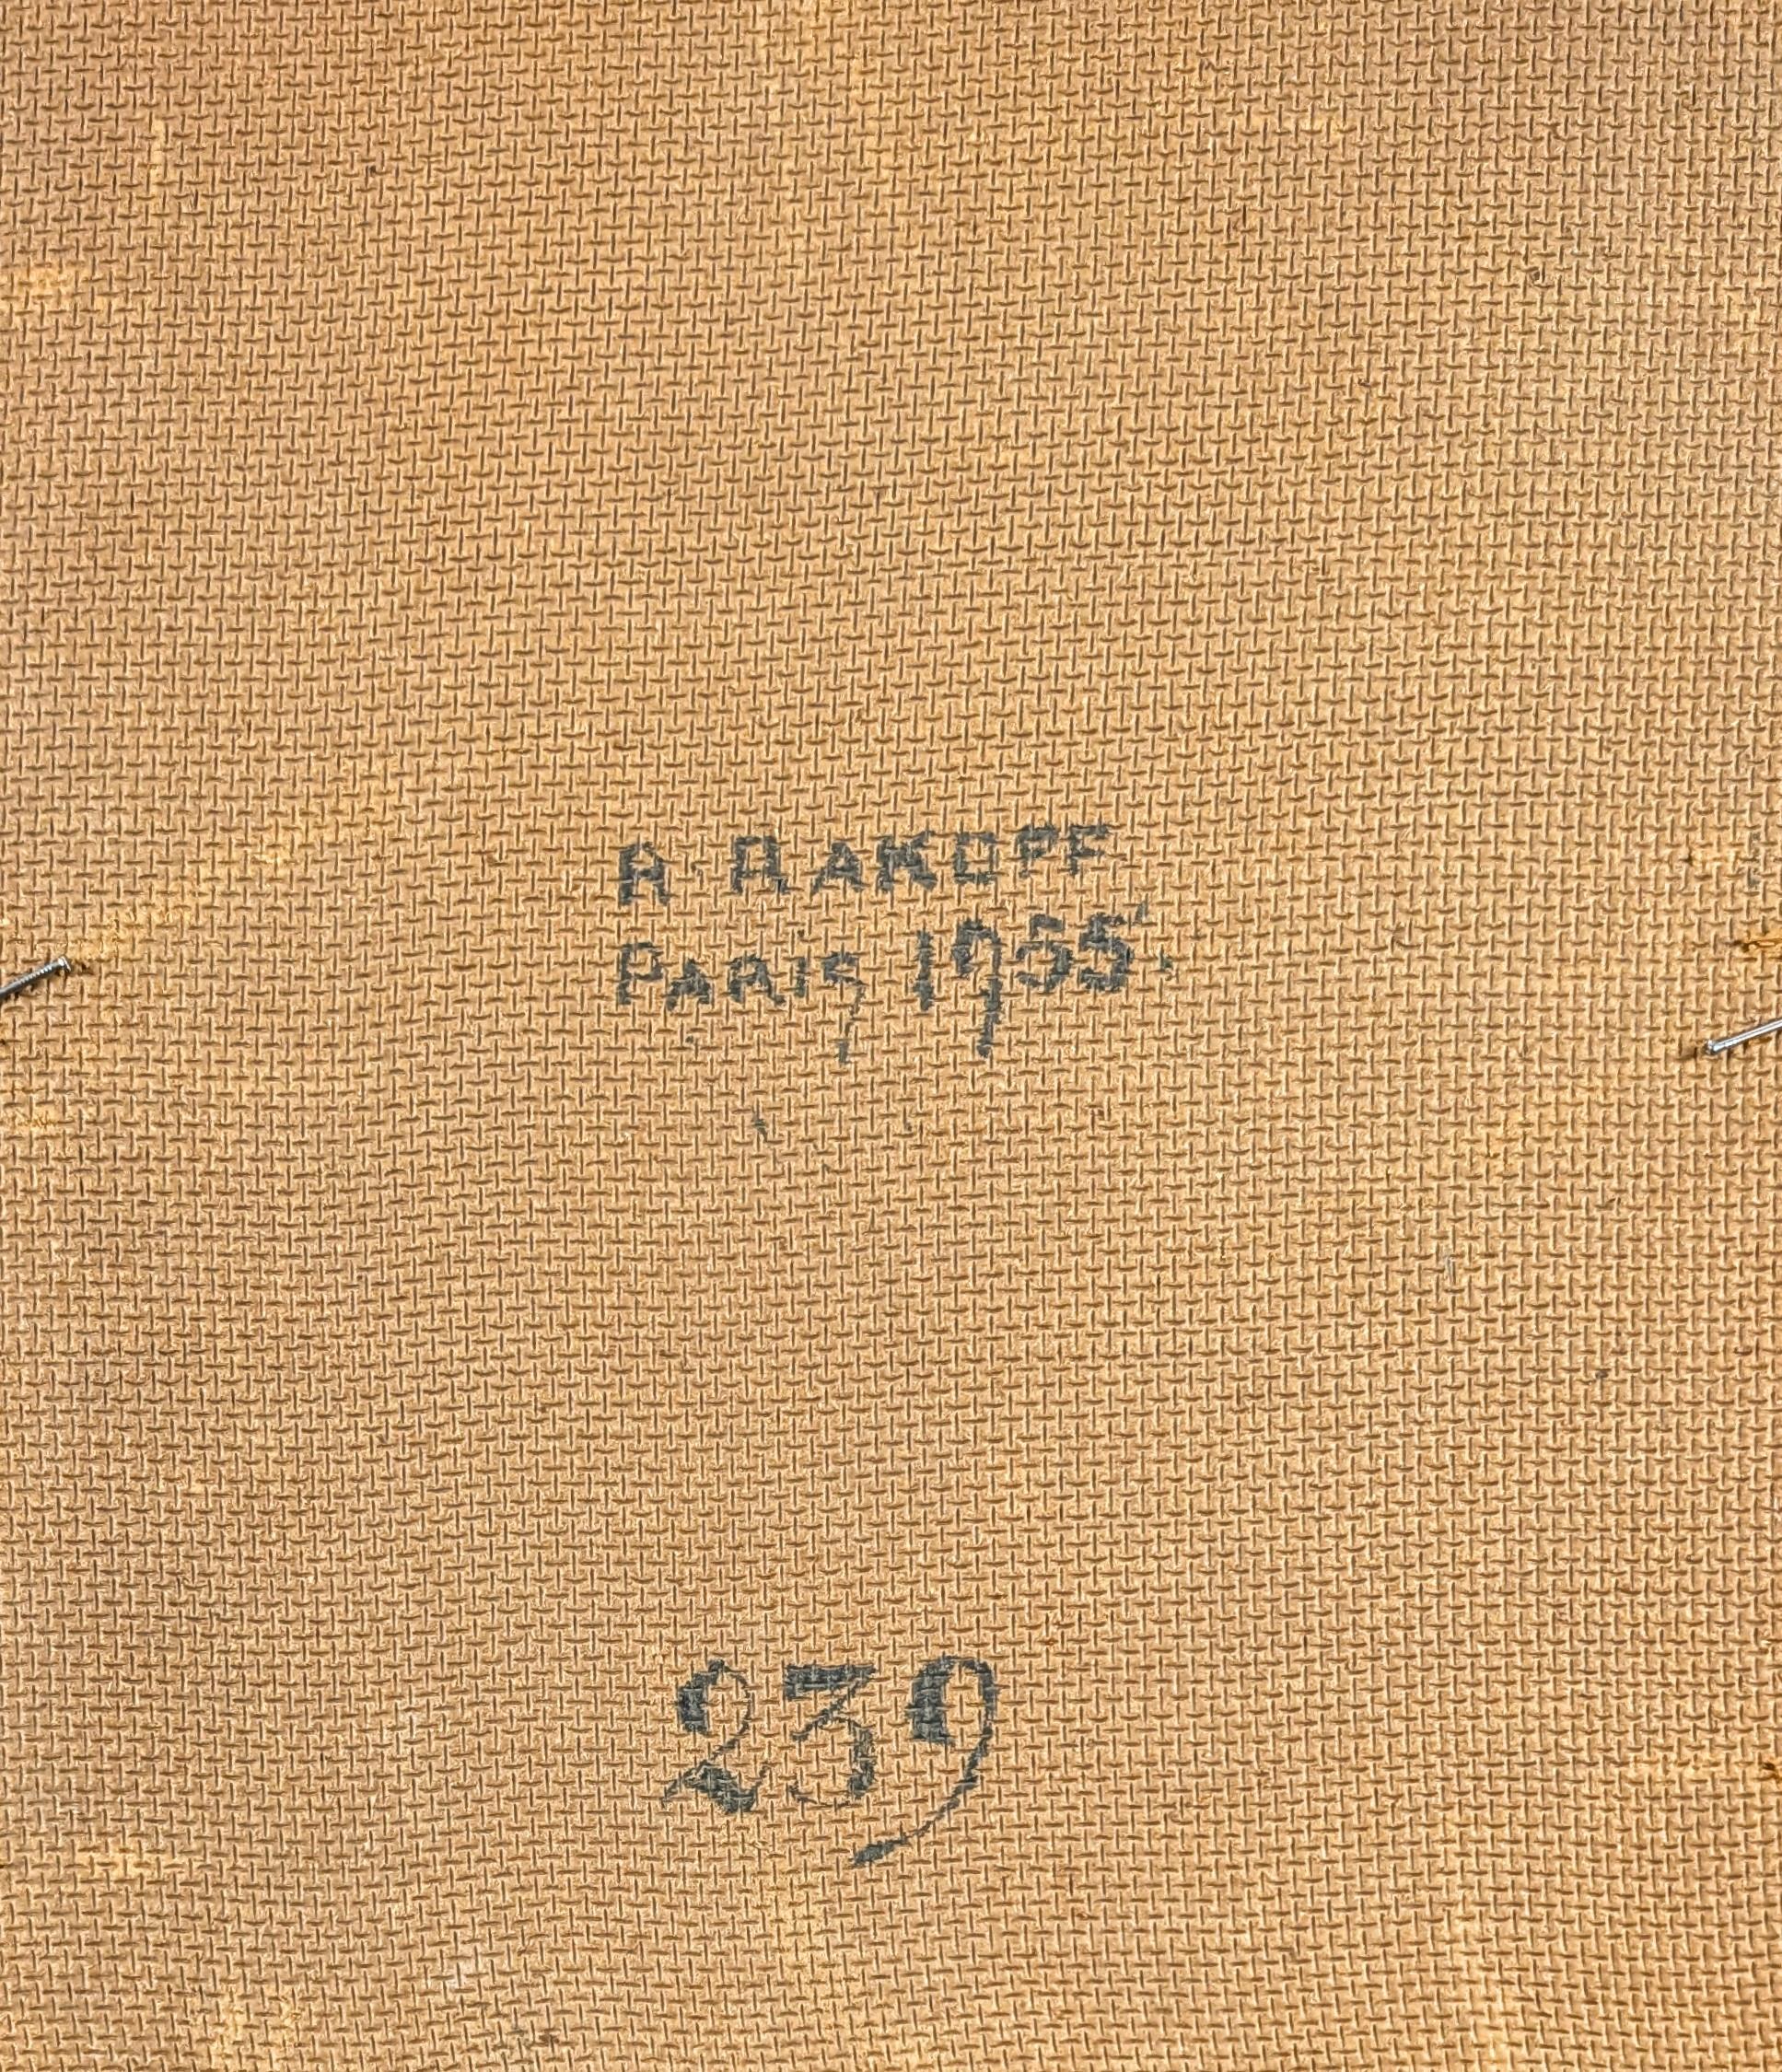 R. RAKOFF
PARIS 1955.
239